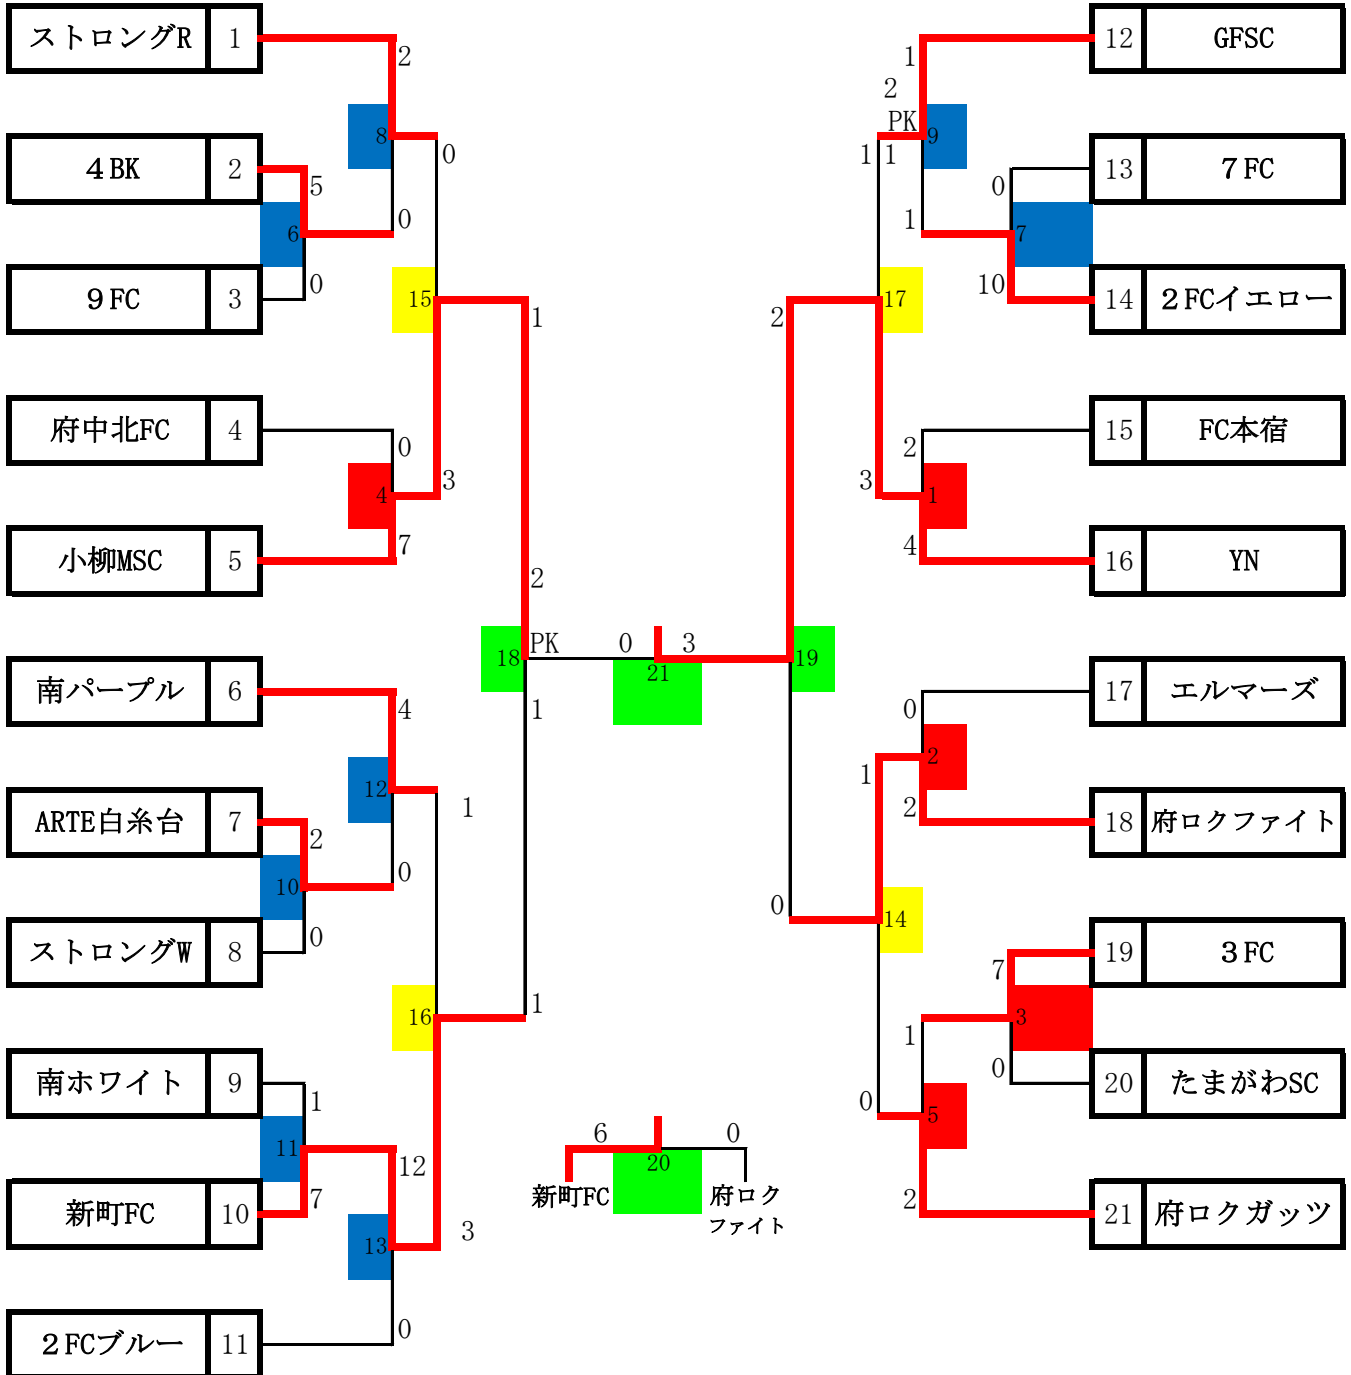 ストロングR 1
４BK 2
９FC 3
府中北FC 4
小柳MSC 5
南パープル 6
ARTE白糸台 7
ストロングW 8
南ホワイト 9
新町FC 10
２FCブルー 11
2
8
0
5
6
0
0
15
0
4
3
7
1
2
18
PK
1
4
12
1
2
10
0
0
16
1
1
11
12
7
13
3
0
0
21
3
6
20
0
新町FC
府ロク
ファイト
12 GFSC
13 ７FC
14 ２FCイエロー
15 FC本宿
16 YN
17 エルマーズ
18 府ロクファイト
19 ３FC
20 たまがわSC
21 府ロクガッツ
1
2
PK
9
1
1
0
7
1
10
17
2
2
3
1
4
19
0
2
1
2
14
0
7
3
1
0
0
5
2